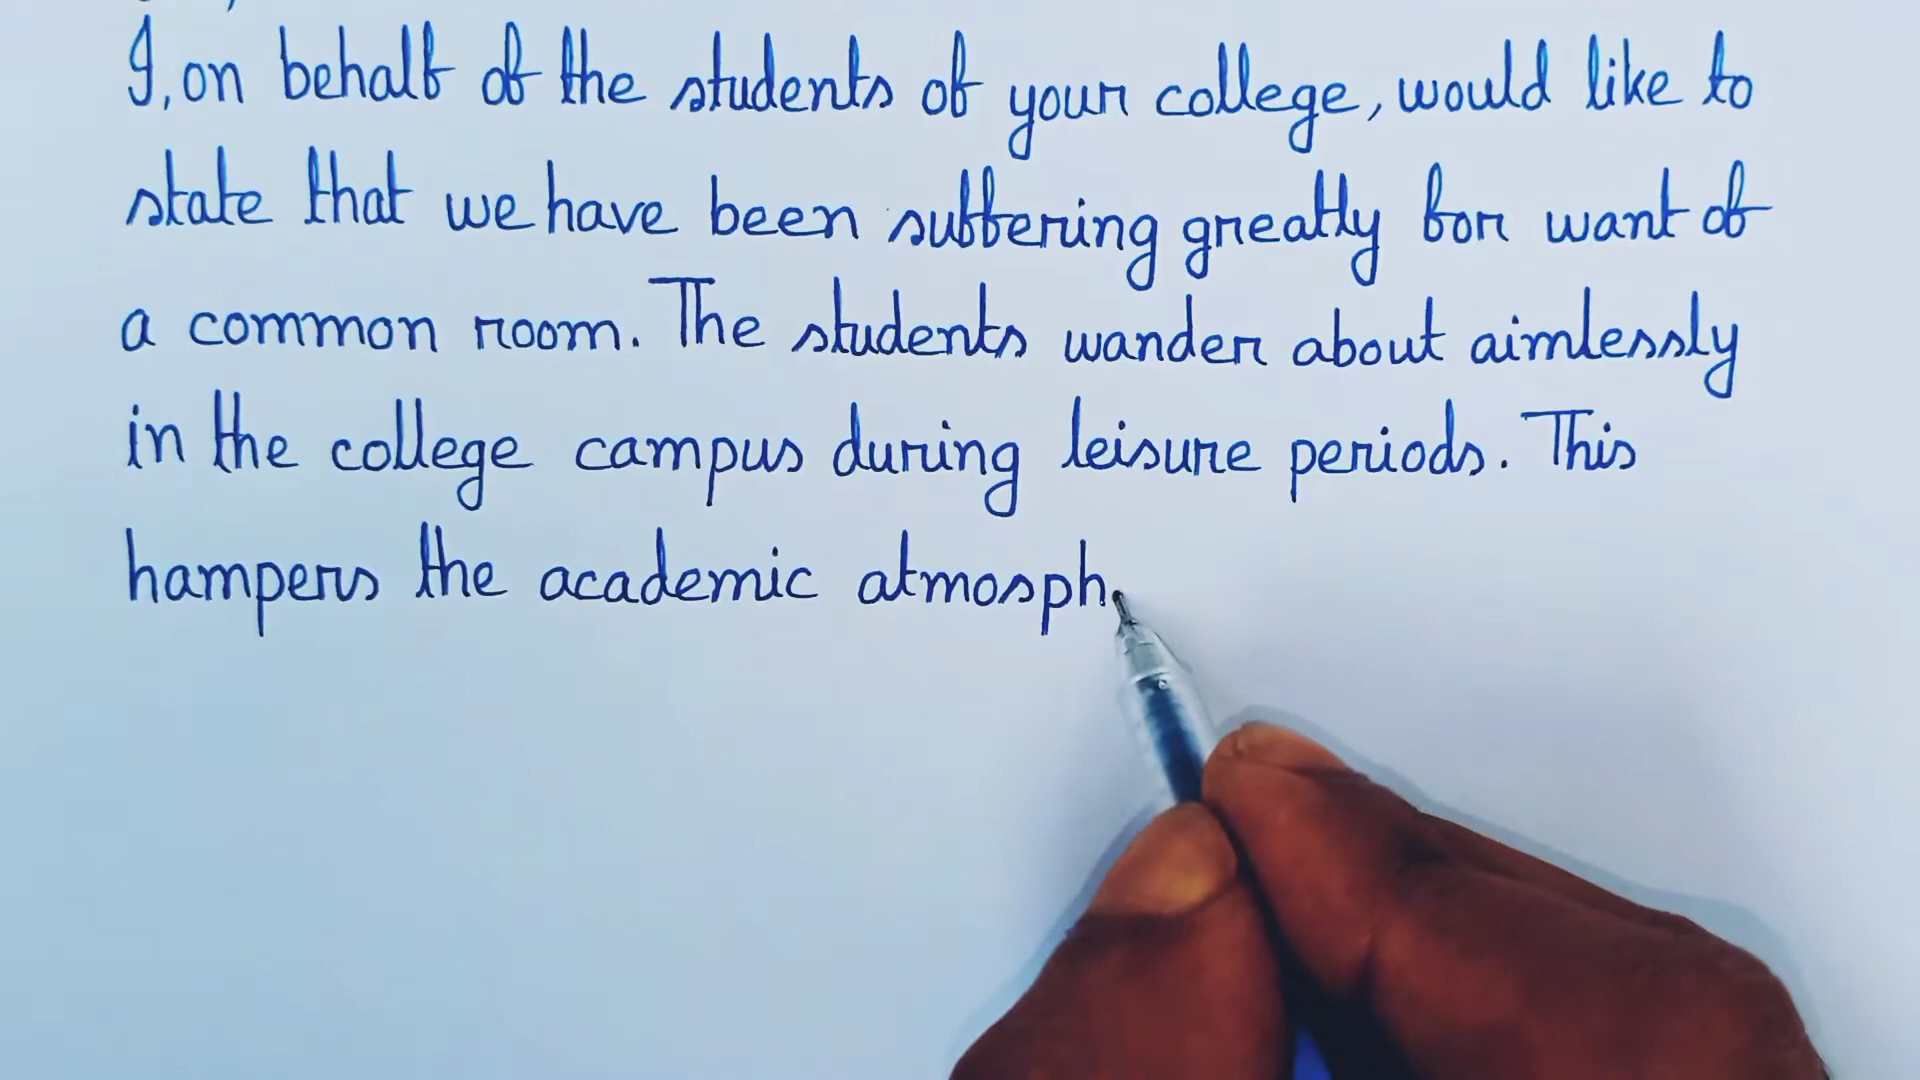 I, on behalf of the students of your college, would like to
state that we have been suffering greatly for want of
a common room. The students wander about aimlessly
in the college campus during leisure periods. This
hampers the academic atmosph